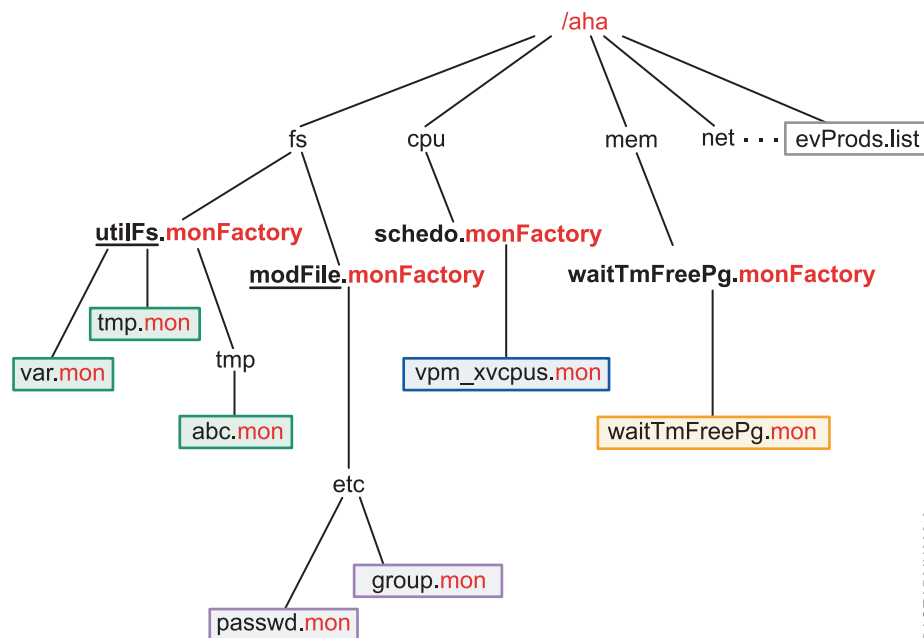 /aha
fs
cpu
mem
net
evProds.list
utilFs.monFactory
schedo.monFactory
modFile.monFactory
waitTmFreePg.monFactory
tmp.mon
var.mon
tmp
vpm_xvcpus.mon
abc.mon
waitTmFreePg.mon
etc
group.mon
passwd.mon